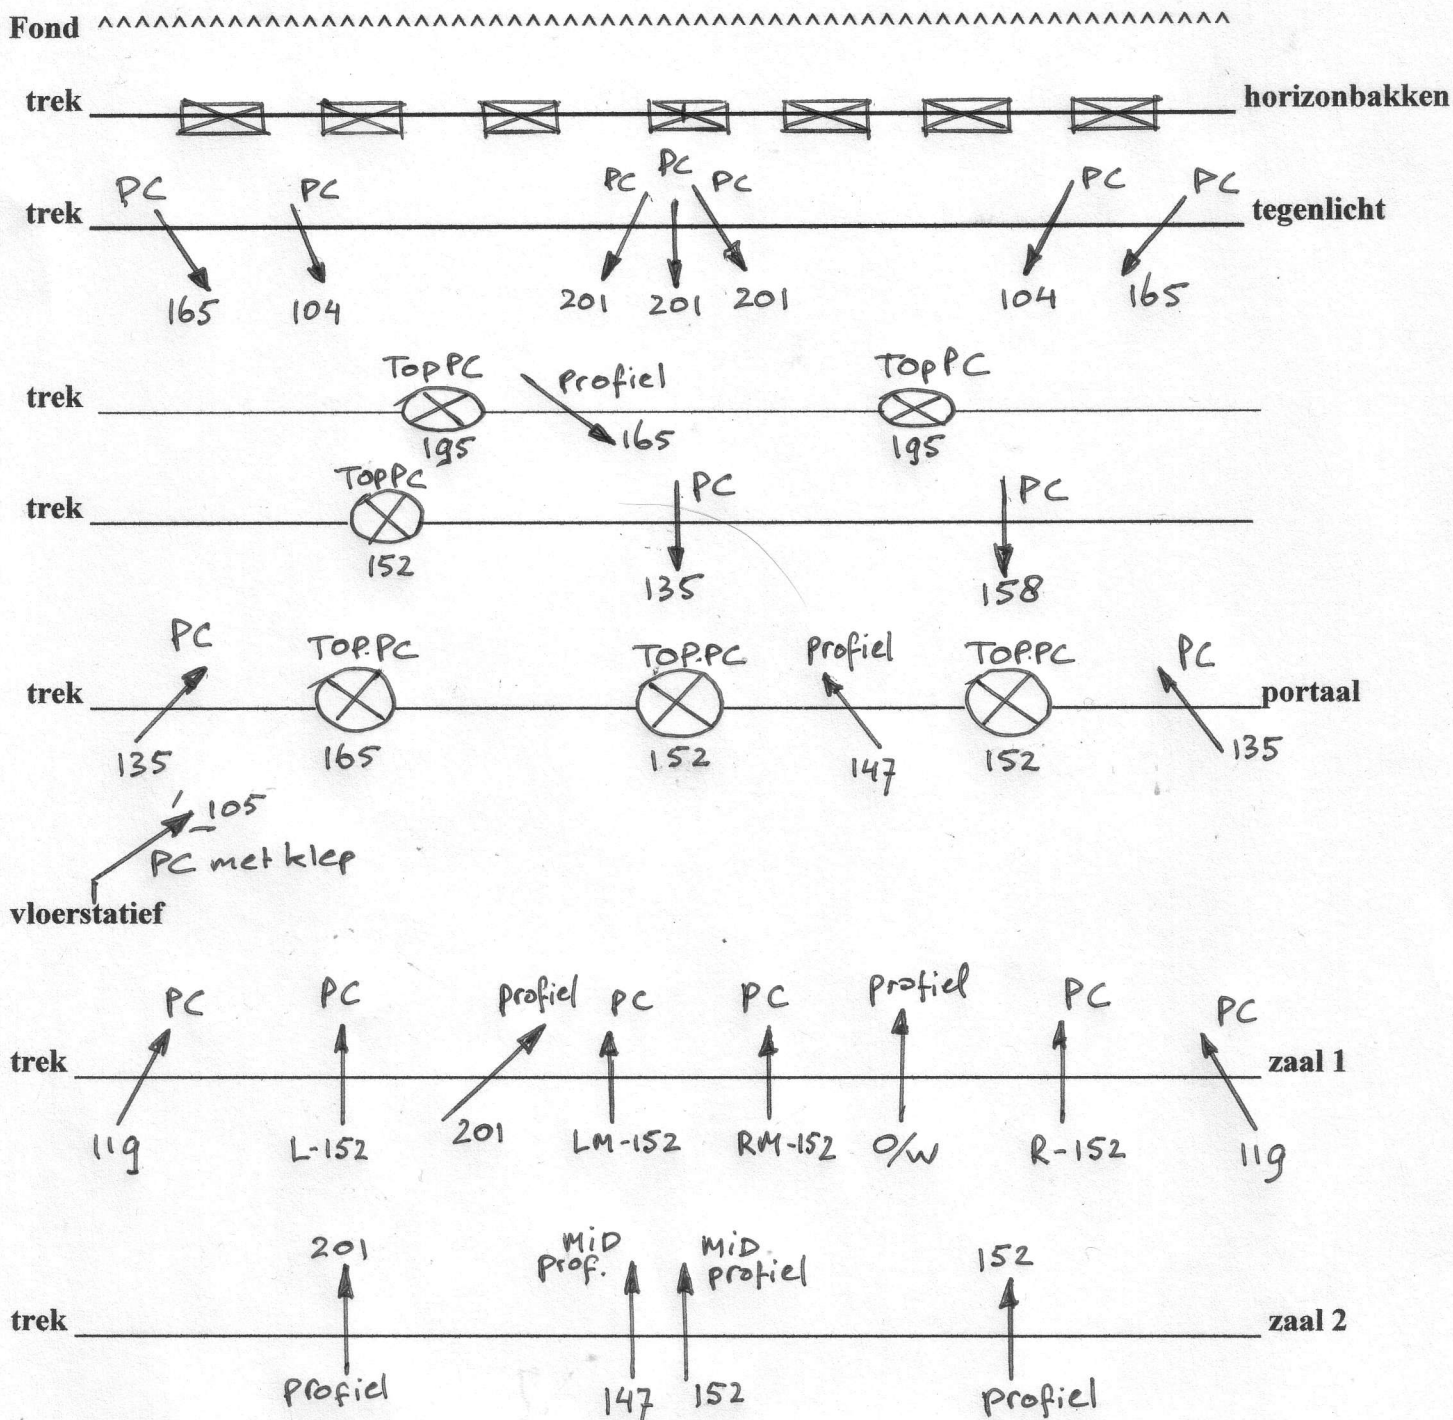 Fond ^^^^^^^^^^^^^^^^^^^^^^^^^^^^^^^^^^^^^^^^^^^^^^^^^^^^^^^^^^^^^^^^
trek horizonbakken
PC PC PC PC PC PC PC
trek tegenlicht
165 104 201 201 201 104 165
TOPPC profiel TOPPC
trek
195 165 195
TOPPC PC PC
trek
152 135 158
PC TOP.PC TOP.PC profiel TOP.PC PC
trek portaal
135 165 152 147 152 135
105
PC met klep
vloerstatief
PC PC profiel PC PC profiel PC PC
trek zaal 1
119 L-152 201 LM-152 RM-152 O/W R-152 119
201 MiD prof. MiD profiel 152
trek zaal 2
profiel 147 152 profiel